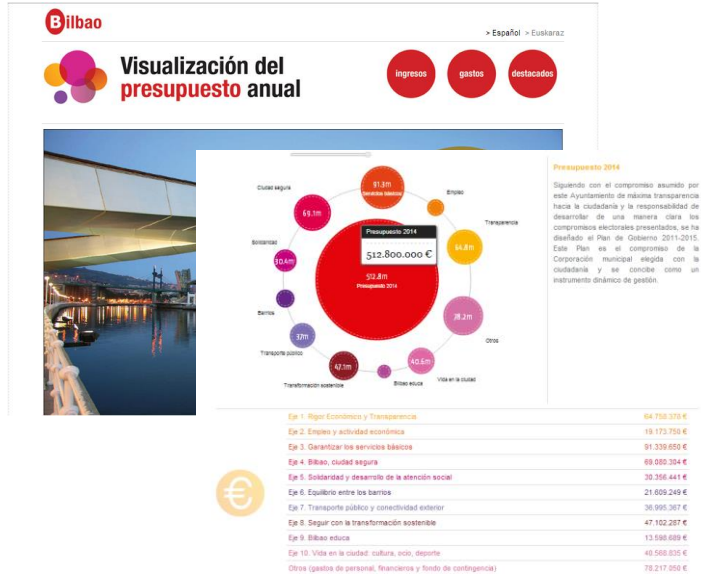 Bilbao
> Español > Euskaraz
Visualización del
presupuesto anual
ingresos
gastos
destacados
Presupuesto 2014
Siguiendo con el compromiso asumido por
este Ayuntamiento de máxima transparencia
hacia la ciudadanía y la responsabilidad de
desarrollar de una manera clara los
compromisos electorales presentados, se ha
diseñado el Plan de Gobierno 2011-2015.
Este Plan es el compromiso de la
Corporación municipal elegida con la
ciudadanía y se concibe como un
instrumento dinámico de gestión.
91.3m
Servicios básicos
Empleo
Ciudad segura
69.1m
Transparencia
64.8m
Solidaridad
30.4m
Presupuesto 2014
512.800.000 €
512.8m
Presupuesto 2014
Barrios
37m
Transporte público
47.1m
Transformación sostenible
Bilbao educa
40.6m
Vida en la ciudad
78.2m
Otros
€
Eje 1. Rigor Económico y Transparencia 64.758.378 €
Eje 2. Empleo y actividad económica 19.173.750 €
Eje 3. Garantizar los servicios básicos 91.339.650 €
Eje 4. Bilbao, ciudad segura 69.080.304 €
Eje 5. Solidaridad y desarrollo de la atención social 30.356.441 €
Eje 6. Equilibrio entre los barrios 21.609.249 €
Eje 7. Transporte público y conectividad exterior 36.995.367 €
Eje 8. Seguir con la transformación sostenible 47.102.287 €
Eje 9. Bilbao educa 13.598.689 €
Eje 10. Vida en la ciudad: cultura, ocio, deporte 40.568.835 €
Otros (gastos de personal, financieros y fondo de contingencia) 78.217.050 €